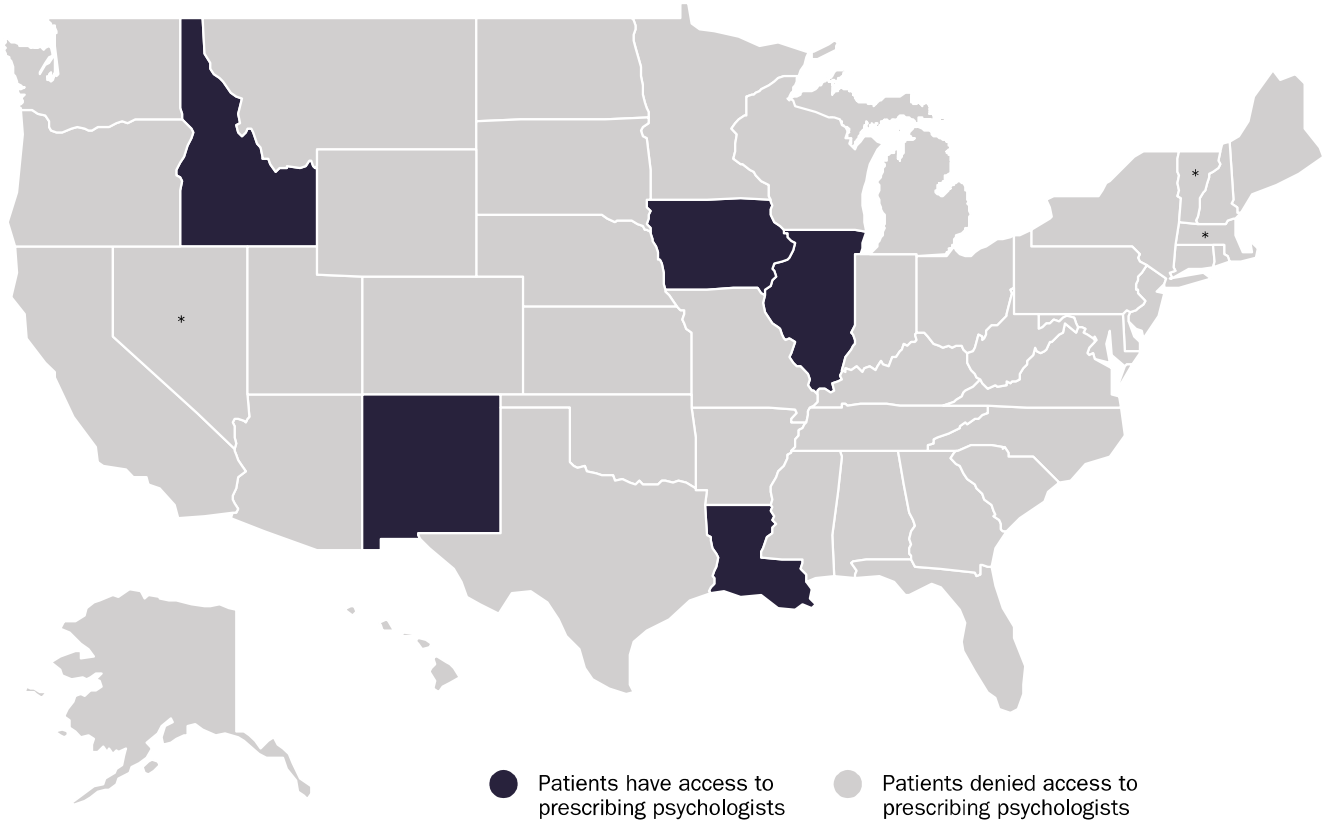 *
*
*
Patients have access to
prescribing psychologists
Patients denied access to
prescribing psychologists